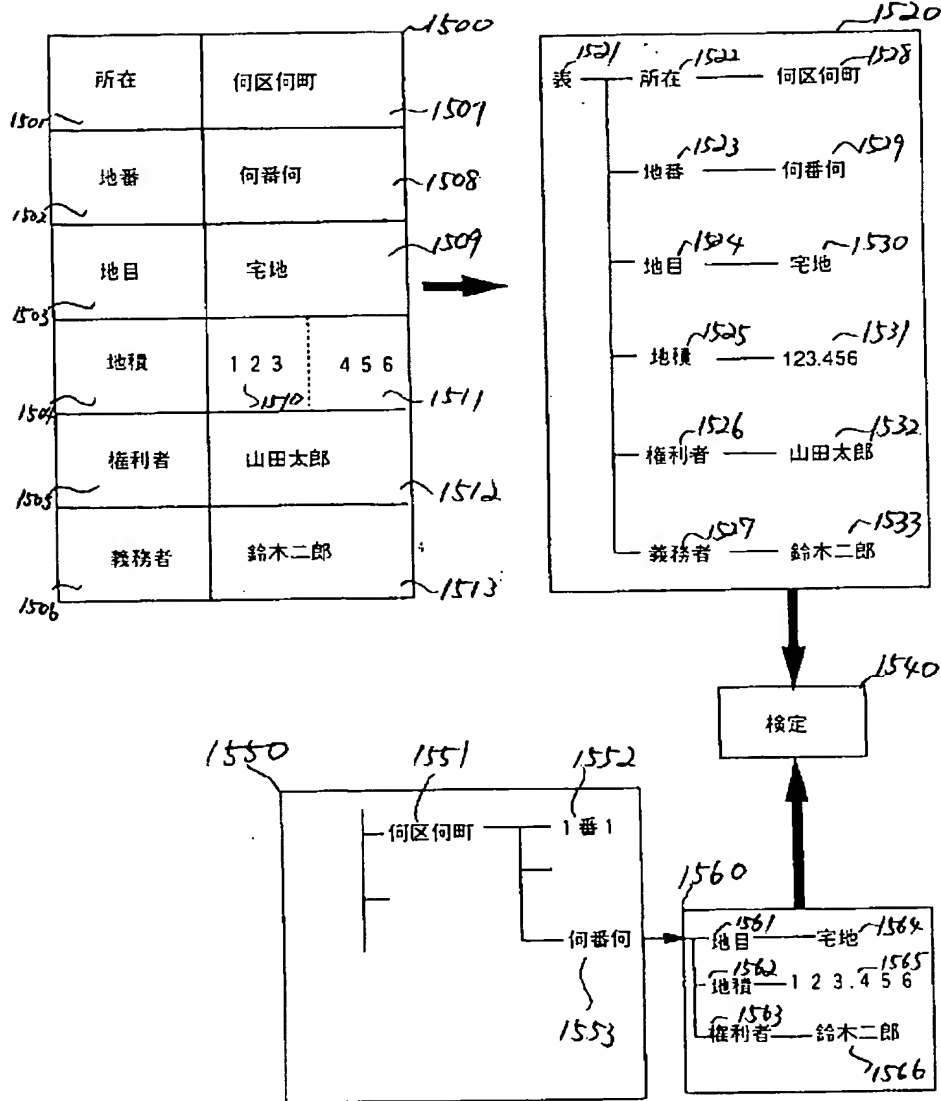 1500
所在 何区何町
1501 1507
地番 何番何
1502 1508
地目 宅地
1503 1509
地積 1 2 3 4 5 6
1504 1510 1511
権利者 山田太郎
1505 1512
義務者 鈴木二郎
1506 1513
1520
表 1521 所在 1522 何区何町 1528
地番 1523 何番何 1529
地目 1524 宅地 1530
地積 1525 123.456 1531
権利者 1526 山田太郎 1532
義務者 1527 鈴木二郎 1533
1540
検定
1550 1551 1552
何区何町 1番1
何番何
1553
1560
地目 1561 宅地 1564
地積 1562 1 2 3 . 4 5 6 1565
権利者 1563 鈴木二郎
1566